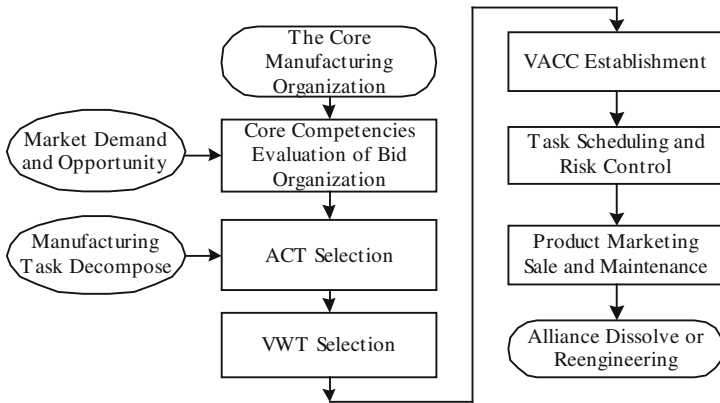 The Core
Manufacturing
Organization
Market Demand
and Opportunity
Core Competencies
Evaluation of Bid
Organization
Manufacturing
Task Decompose
ACT Selection
VWT Selection
VACC Establishment
Task Scheduling and
Risk Control
Product Marketing
Sale and Maintenance
Alliance Dissolve or
Reengineering